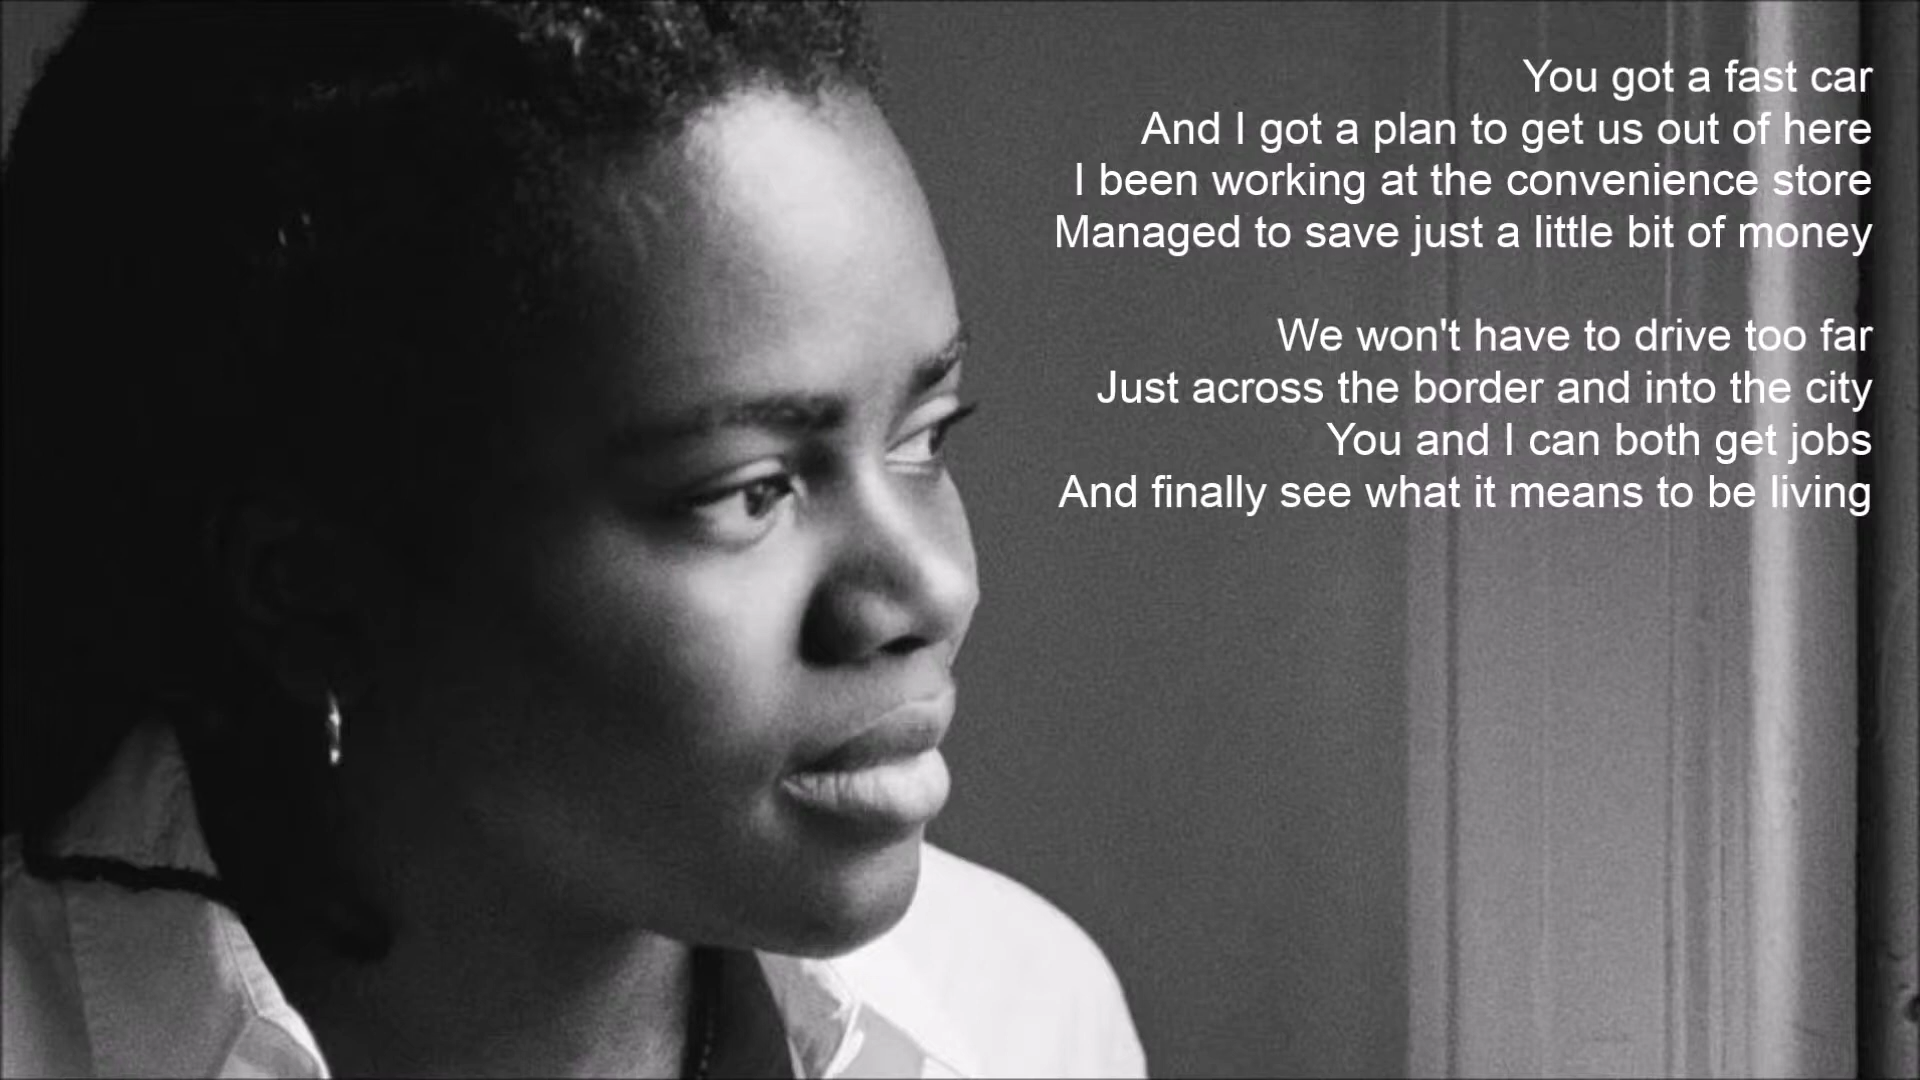 You got a fast car
And I got a plan to get us out of here
I been working at the convenience store
Managed to save just a little bit of money
We won't have to drive too far
Just across the border and into the city
You and I can both get jobs
And finally see what it means to be living